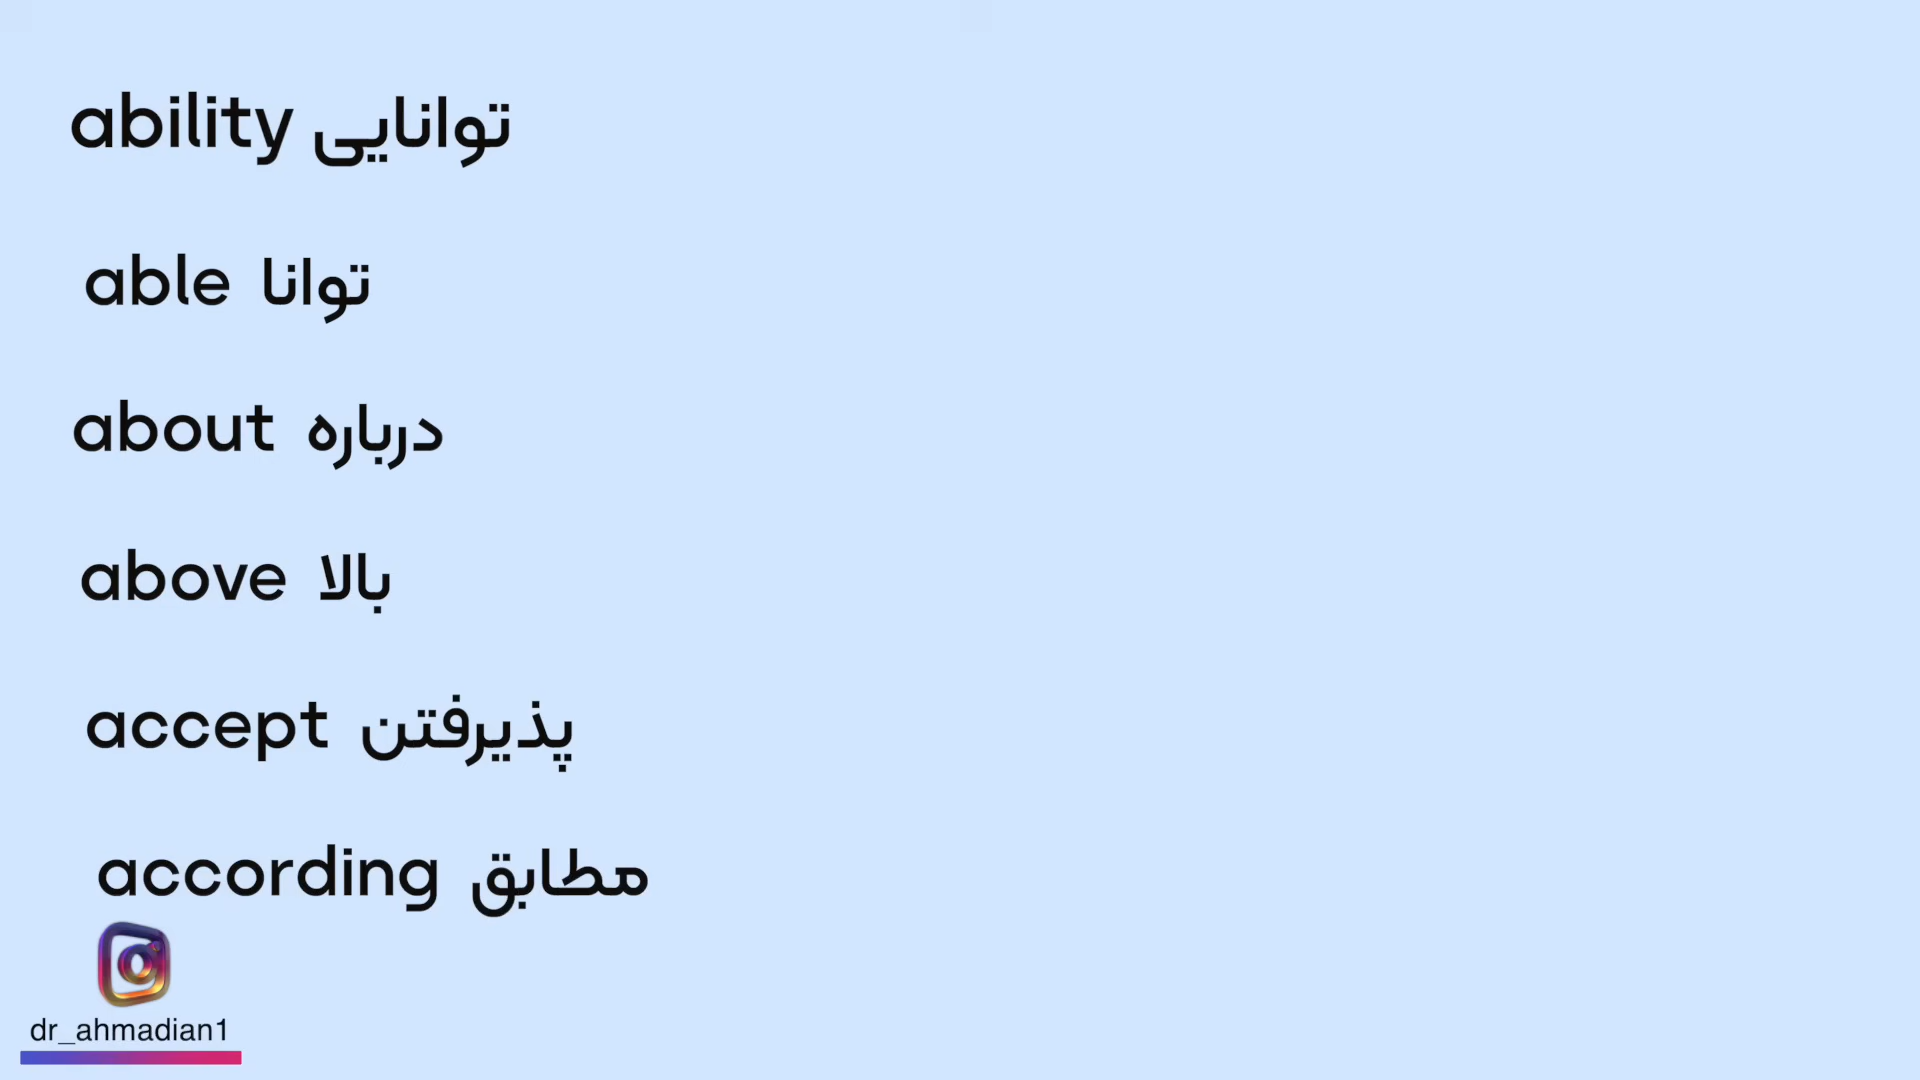 ability توانایی
able توانا
about درباره
above بالا
accept پذیرفتن
according مطابق
dr_ahmadian1